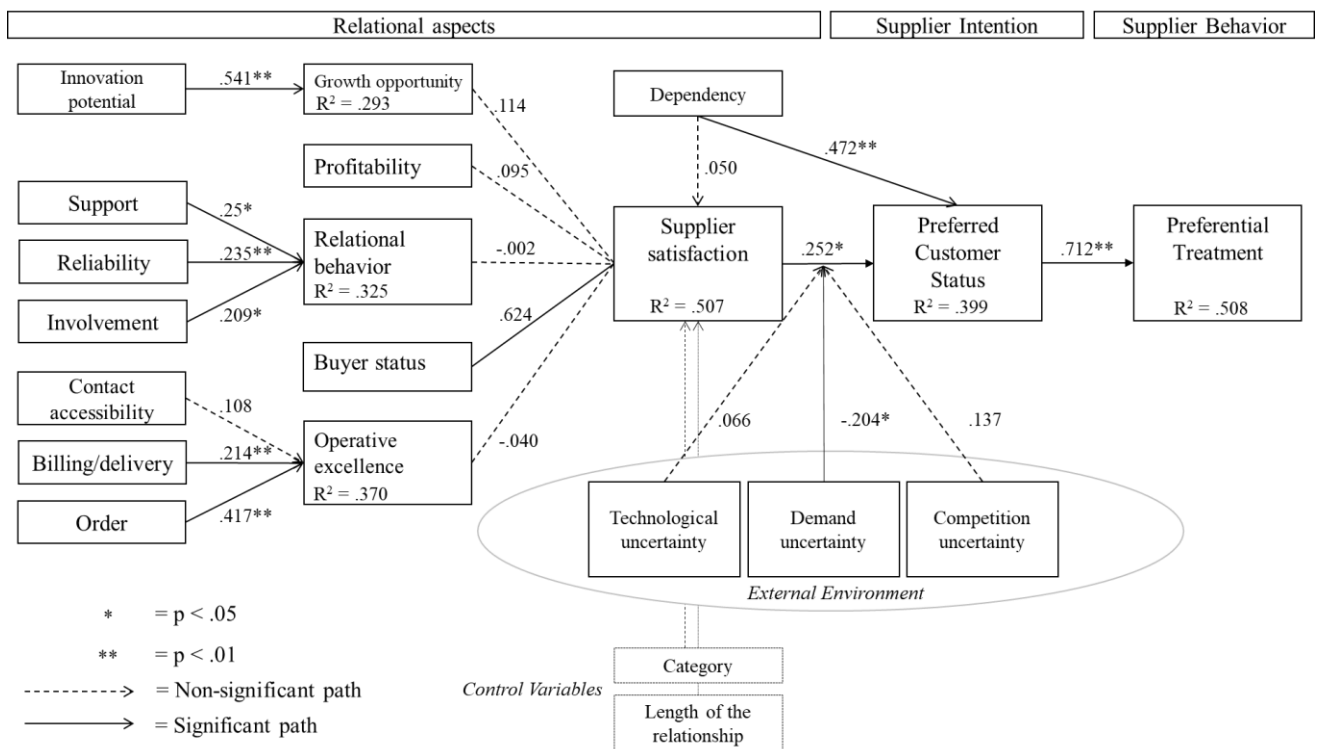 Relational aspects
Supplier Intention
Supplier Behavior
Innovation
potential
.541**
Growth opportunity
R² = .293
.114
Dependency
.472**
.050
Profitability
.095
Support
.25*
Reliability
.235**
Involvement
.209*
Relational
behavior
R² = .325
-.002
Supplier
satisfaction
R² = .507
.252*
Preferred
Customer
Status
R² = .399
.712**
Preferential
Treatment
R² = .508
Buyer status
.624
Contact
accessibility
.108
Billing/delivery
.214**
Order
.417**
Operative
excellence
R² = .370
-.040
.066
-.204*
.137
Technological
uncertainty
Demand
uncertainty
Competition
uncertainty
External Environment
* = p < .05
** = p < .01
= Non-significant path
= Significant path
Control Variables
Category
Length of the
relationship